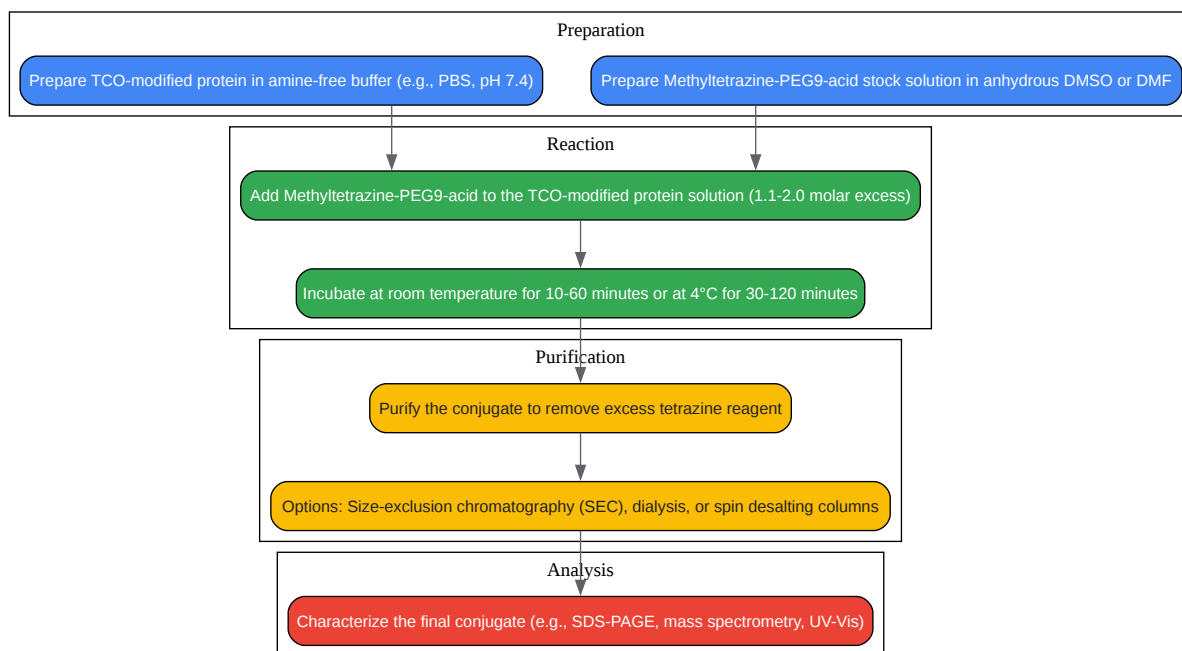 Preparation
Prepare TCO-modified protein in amine-free buffer (e.g., PBS, pH 7.4)
Prepare Methyltetrazine-PEG9-acid stock solution in anhydrous DMSO or DMF
Reaction
Add Methyltetrazine-PEG9-acid to the TCO-modified protein solution (1.1-2.0 molar excess)
Incubate at room temperature for 10-60 minutes or at 4°C for 30-120 minutes
Purification
Purify the conjugate to remove excess tetrazine reagent
Options: Size-exclusion chromatography (SEC), dialysis, or spin desalting columns
Analysis
Characterize the final conjugate (e.g., SDS-PAGE, mass spectrometry, UV-Vis)